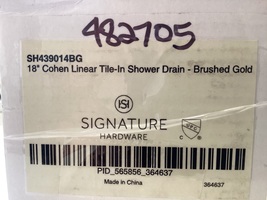 482705
SH439014BG
18" Cohen Linear Tile-In Shower Drain - Brushed Gold
SIGNATURE
HARDWARE
PID_565856_364637
Made In China
364637